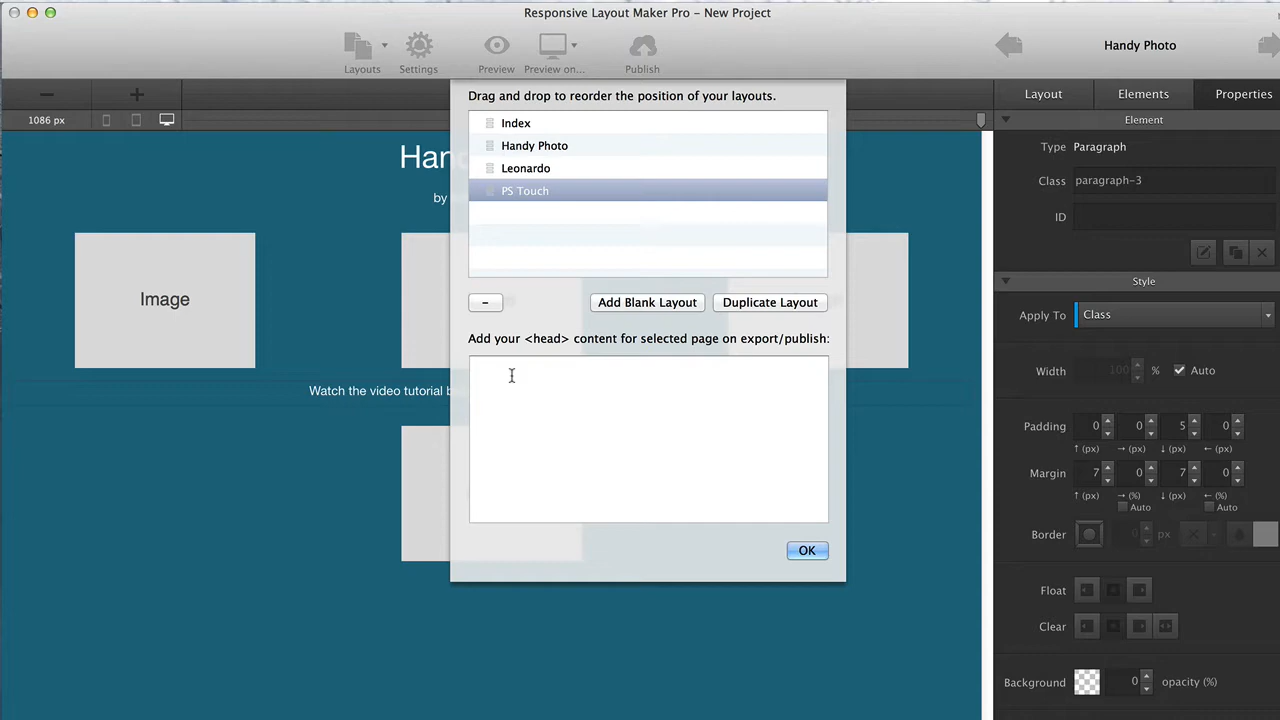 Responsive Layout Maker Pro – New Project
Layouts
Settings
Preview
Preview on...
Publish
Handy Photo
Layout
Elements
Properties
1086 px
Drag and drop to reorder the position of your layouts.
Index
Handy Photo
Leonardo
PS Touch
–
Add Blank Layout
Duplicate Layout
Add your <head> content for selected page on export/publish:
OK
Han
by
Image
Watch the video tutorial b
Element
Type Paragraph
Class paragraph-3
ID
Style
Apply To Class
Width 100 % Auto
Padding 0 0 5 0
↑ (px) → (px) ↓ (px) ← (px)
Margin 7 0 7 0
↑ (px) → (%) ↓ (px) ← (%)
Auto Auto
Border 0 px
Float
Clear
Background 0 opacity (%)